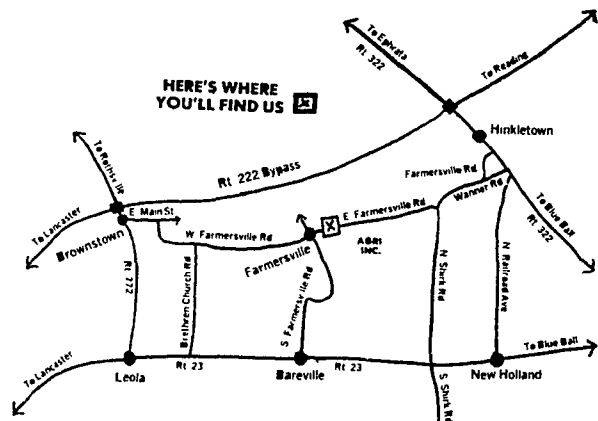 To Ephrata
Rt 322
To Reading
HERE'S WHERE
YOU'LL FIND US
Hinkletown
To Rothsville
Rt 222 Bypass
Farmersville Rd
Wanner Rd
To Blue Ball
Rt 322
E. Main St
To Lancaster
Brownstown
W Farmersville Rd
E Farmersville Rd
Farmersville
ABRI
INC.
Rt 772
Brethren Church Rd
S Farmersville Rd
N Shirk Rd
N Railroad Ave
To Lancaster
Leola
Rt 23
Bareville
Rt 23
New Holland
To Blue Ball
S Shirk Rd